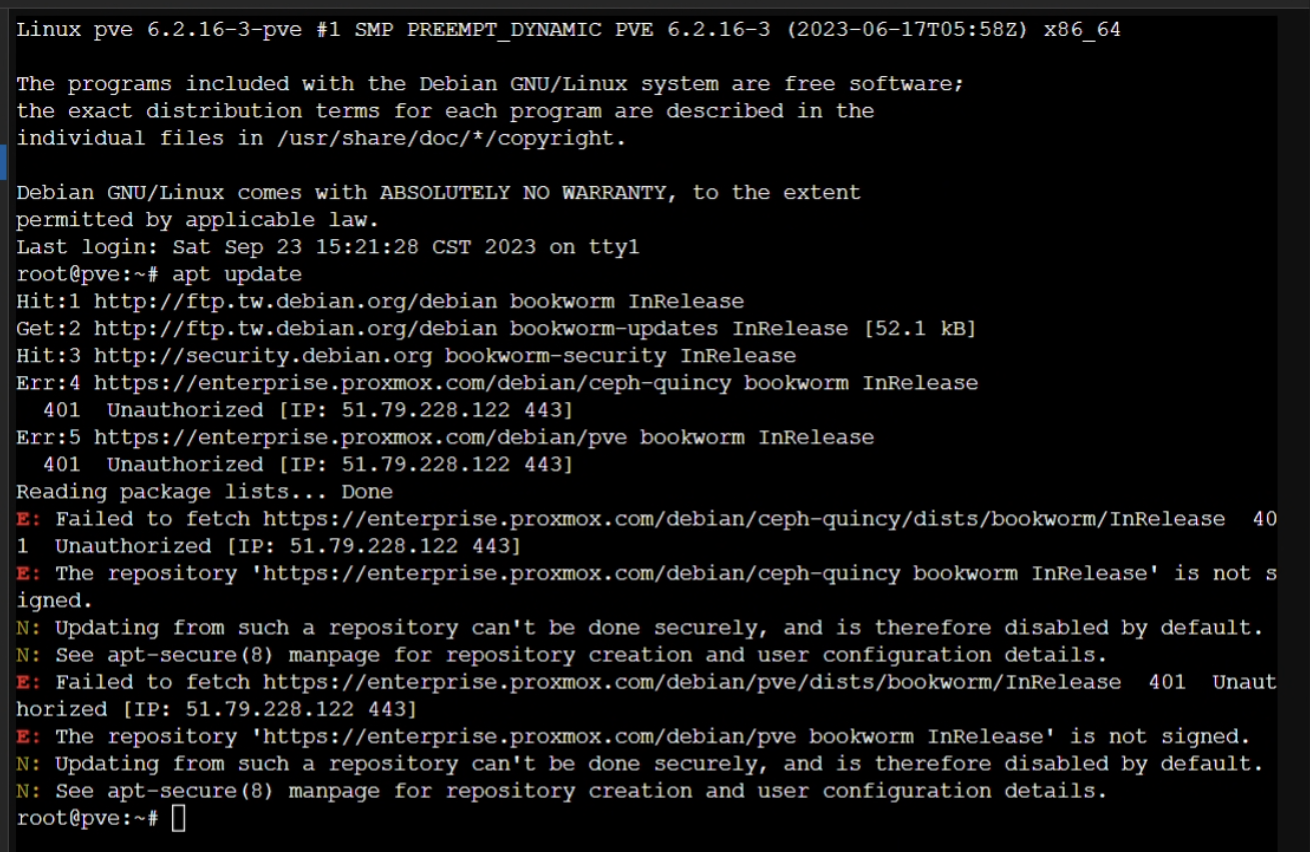 Linux pve 6.2.16-3-pve #1 SMP PREEMPT_DYNAMIC PVE 6.2.16-3 (2023-06-17T05:58Z) x86_64
The programs included with the Debian GNU/Linux system are free software;
the exact distribution terms for each program are described in the
individual files in /usr/share/doc/*/copyright.
Debian GNU/Linux comes with ABSOLUTELY NO WARRANTY, to the extent
permitted by applicable law.
Last login: Sat Sep 23 15:21:28 CST 2023 on tty1
root@pve:~# apt update
Hit:1 http://ftp.tw.debian.org/debian bookworm InRelease
Get:2 http://ftp.tw.debian.org/debian bookworm-updates InRelease [52.1 kB]
Hit:3 http://security.debian.org bookworm-security InRelease
Err:4 https://enterprise.proxmox.com/debian/ceph-quincy bookworm InRelease
  401  Unauthorized [IP: 51.79.228.122 443]
Err:5 https://enterprise.proxmox.com/debian/pve bookworm InRelease
  401  Unauthorized [IP: 51.79.228.122 443]
Reading package lists... Done
E: Failed to fetch https://enterprise.proxmox.com/debian/ceph-quincy/dists/bookworm/InRelease  40
1  Unauthorized [IP: 51.79.228.122 443]
E: The repository 'https://enterprise.proxmox.com/debian/ceph-quincy bookworm InRelease' is not s
igned.
N: Updating from such a repository can't be done securely, and is therefore disabled by default.
N: See apt-secure(8) manpage for repository creation and user configuration details.
E: Failed to fetch https://enterprise.proxmox.com/debian/pve/dists/bookworm/InRelease  401  Unaut
horized [IP: 51.79.228.122 443]
E: The repository 'https://enterprise.proxmox.com/debian/pve bookworm InRelease' is not signed.
N: Updating from such a repository can't be done securely, and is therefore disabled by default.
N: See apt-secure(8) manpage for repository creation and user configuration details.
root@pve:~#